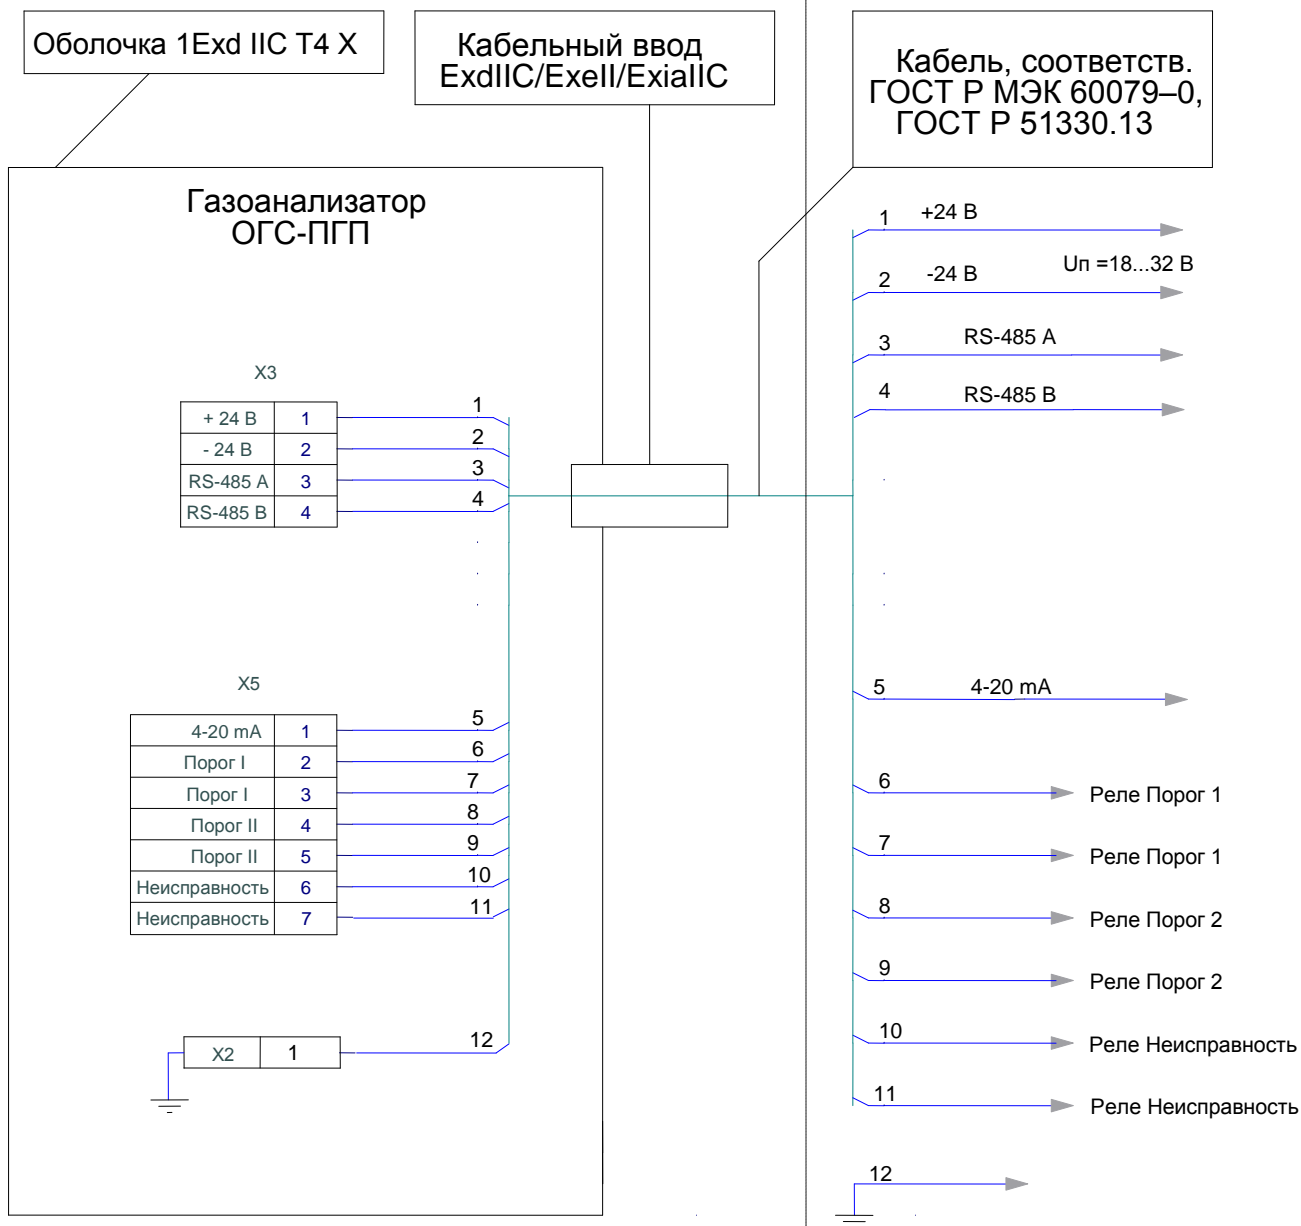 Оболочка 1Exd IIC T4 X
Кабельный ввод
ExdIIC/ExeII/ExiaIIC
Кабель, соответств.
ГОСТ Р МЭК 60079–0,
ГОСТ Р 51330.13
Газоанализатор
ОГС-ПГП
X3
+ 24 В 1 1
- 24 В 2 2
RS-485 A 3 3
RS-485 B 4 4
X5
4-20 mA 1 5
Порог I 2 6
Порог I 3 7
Порог II 4 8
Порог II 5 9
Неисправность 6 10
Неисправность 7 11
X2 1 12
1 +24 В
Uп =18...32 В
2 -24 В
3 RS-485 A
4 RS-485 B
5 4-20 mA
6 Реле Порог 1
7 Реле Порог 1
8 Реле Порог 2
9 Реле Порог 2
10 Реле Неисправность
11 Реле Неисправность
12